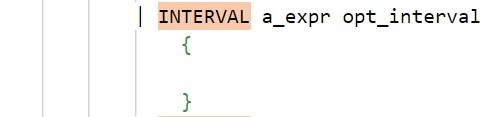 | INTERVAL a_expr opt_interval
{
}